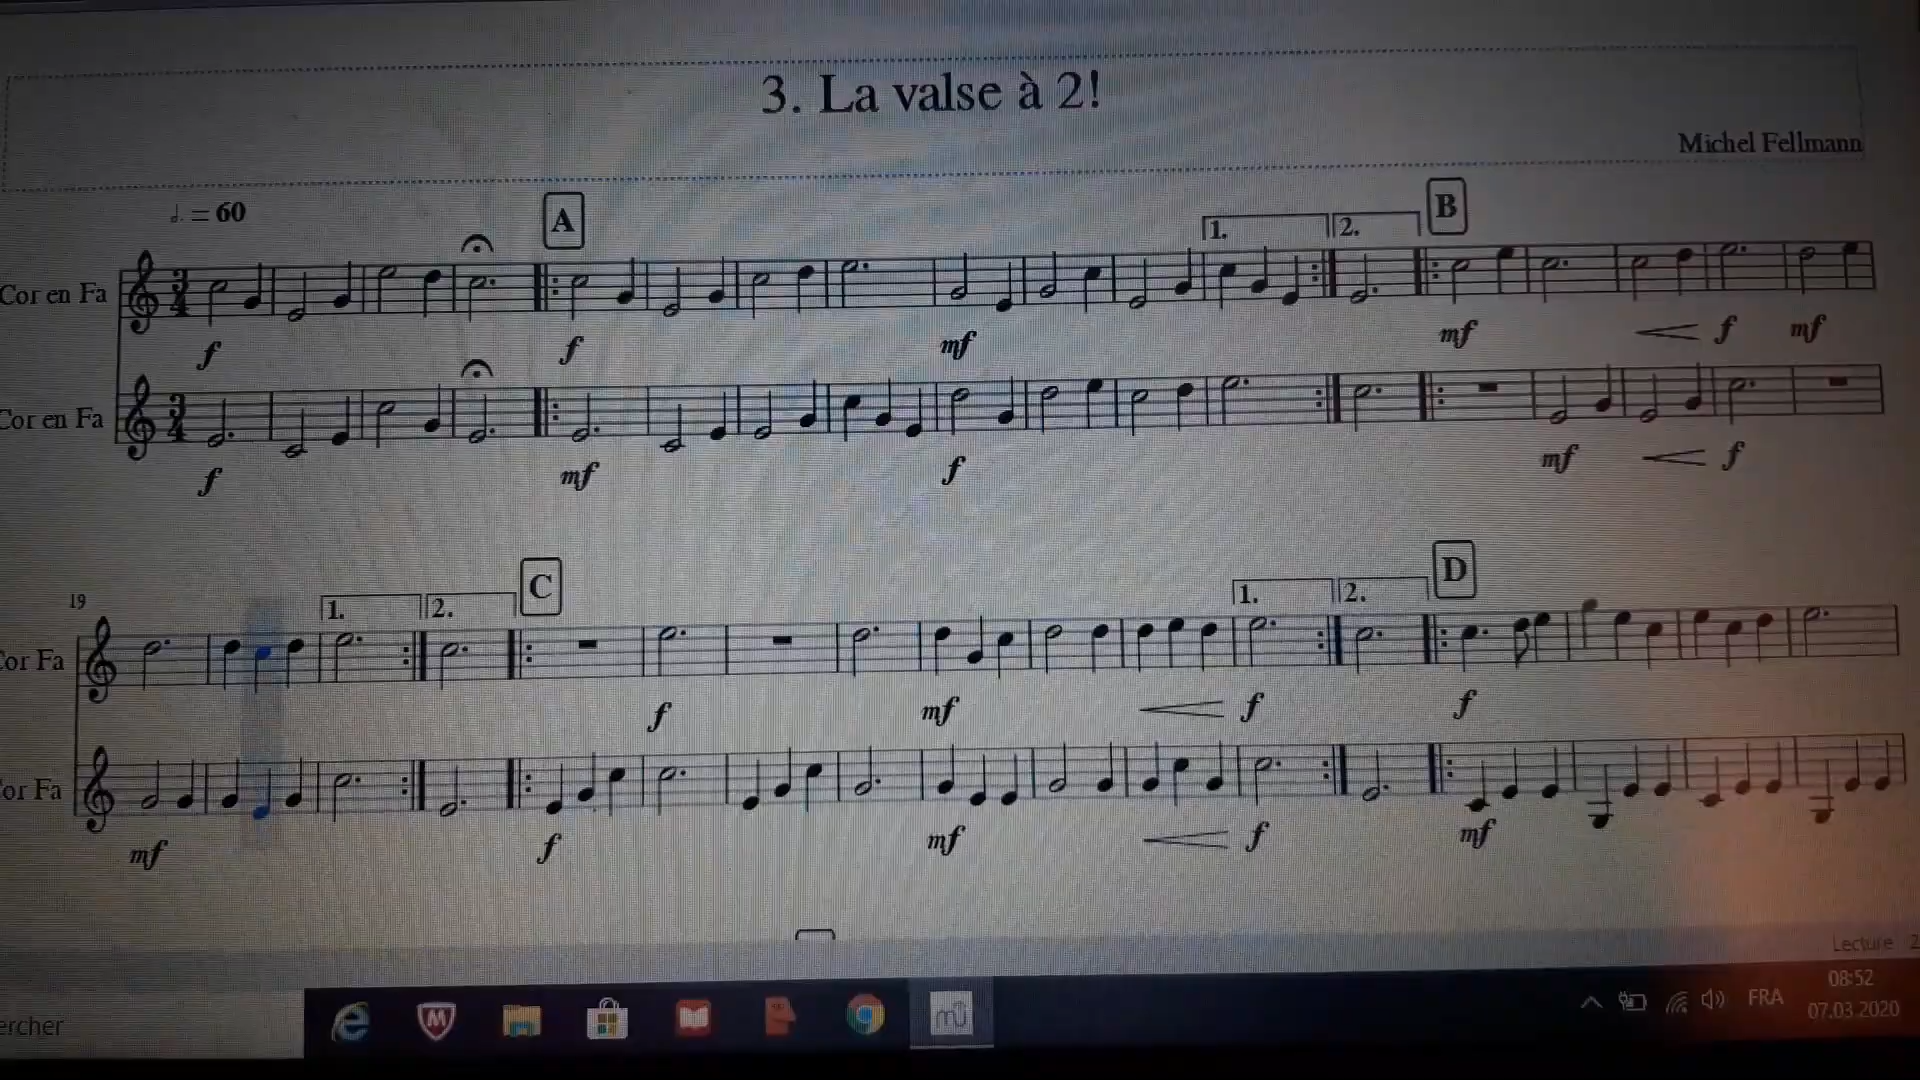 3. La valse à 2!
Michel Fellmann
= 60
A
1.
2.
B
Cor en Fa
f
f
mf
mf
f
mf
Cor en Fa
f
mf
f
mf
f
19
1.
2.
C
1.
2.
D
Cor Fa
f
mf
f
f
Cor Fa
mf
f
mf
f
mf
Lecture 2
ercher
FRA
08:52
07.03.2020